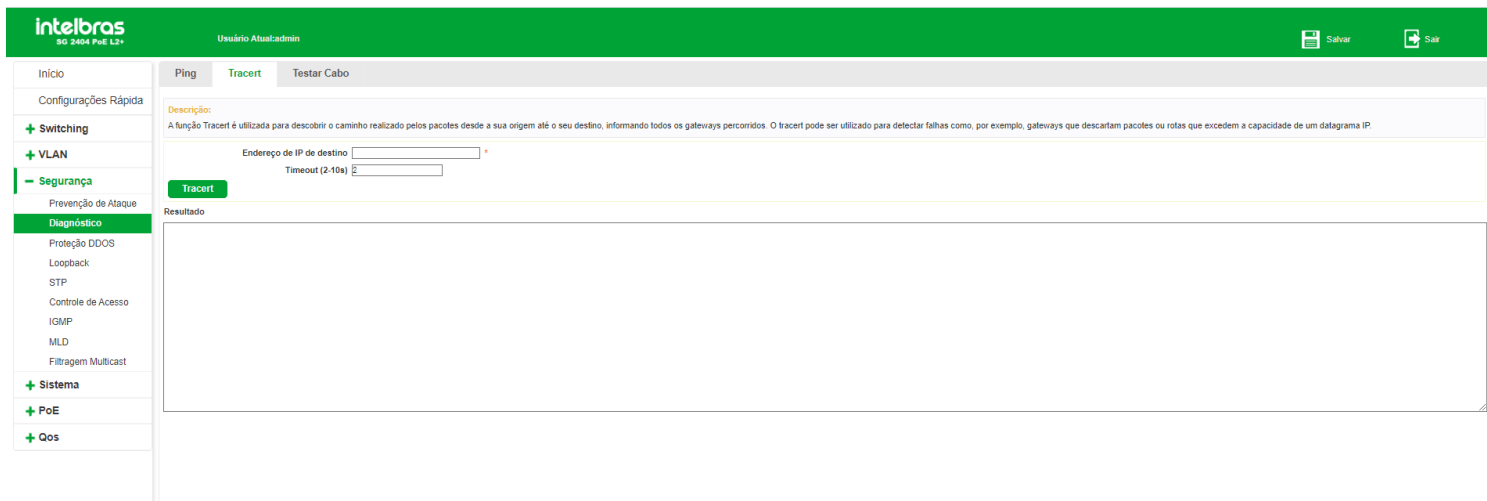 intelbras
SG 2404 PoE L2+
Usuário Atual:admin
Salvar
Sair
Início
Configurações Rápida
Switching
VLAN
Segurança
Prevenção de Ataque
Diagnóstico
Proteção DDOS
Loopback
STP
Controle de Acesso
IGMP
MLD
Filtragem Multicast
Sistema
PoE
Qos
Ping Tracert Testar Cabo
Descrição:
A função Tracert é utilizada para descobrir o caminho realizado pelos pacotes desde a sua origem até o seu destino, informando todos os gateways percorridos. O tracert pode ser utilizado para detectar falhas como, por exemplo, gateways que descartam pacotes ou rotas que excedem a capacidade de um datagrama IP.
Endereço de IP de destino *
Timeout (2-10s) 2
Tracert
Resultado